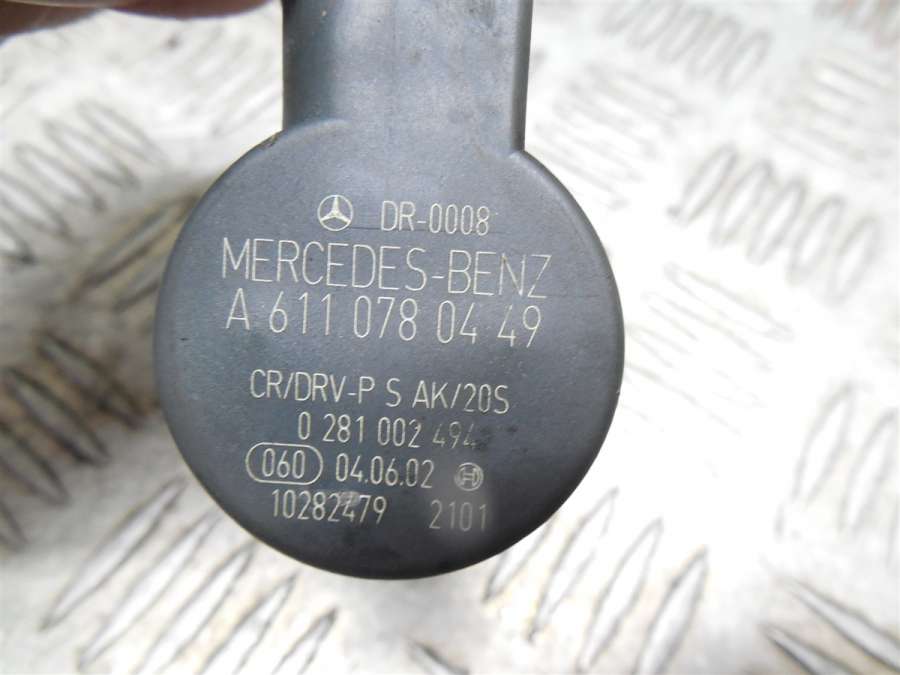 DR-0008
MERCEDES-BENZ
A 611 078 04 49
CR/DRV-P S AK/20S
0 281 002 494
060 04.06.02
10282479 2101